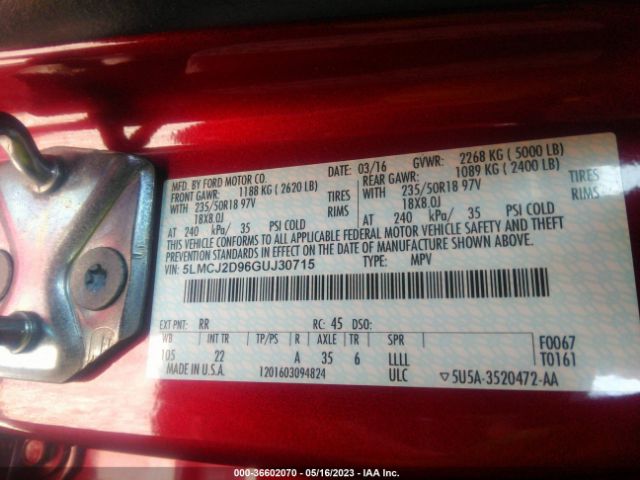 MFD. BY FORD MOTOR CO. DATE: 03/16 GVWR: 2268 KG ( 5000 LB)
FRONT GAWR: 1188 KG ( 2620 LB) REAR GAWR: 1089 KG ( 2400 LB)
WITH 235/50R18 97V TIRES WITH 235/50R18 97V TIRES
18X8.0J RIMS 18X8.0J RIMS
AT 240 kPa/ 35 PSI COLD AT 240 kPa/ 35 PSI COLD
THIS VEHICLE CONFORMS TO ALL APPLICABLE FEDERAL MOTOR VEHICLE SAFETY AND THEFT
PREVENTION STANDARDS IN EFFECT ON THE DATE OF MANUFACTURE SHOWN ABOVE.
VIN: 5LMCJ2D96GUJ30715 TYPE: MPV
EXT PNT: RR RC: 45 DSO: F0067
WB INT TR TP/PS R AXLE TR SPR T0161
105 22 A 35 6 LLLL
MADE IN U.S.A. 1201603094824 ULC 5U5A-3520472-AA
000-36602070 - 05/16/2023 - IAA Inc.